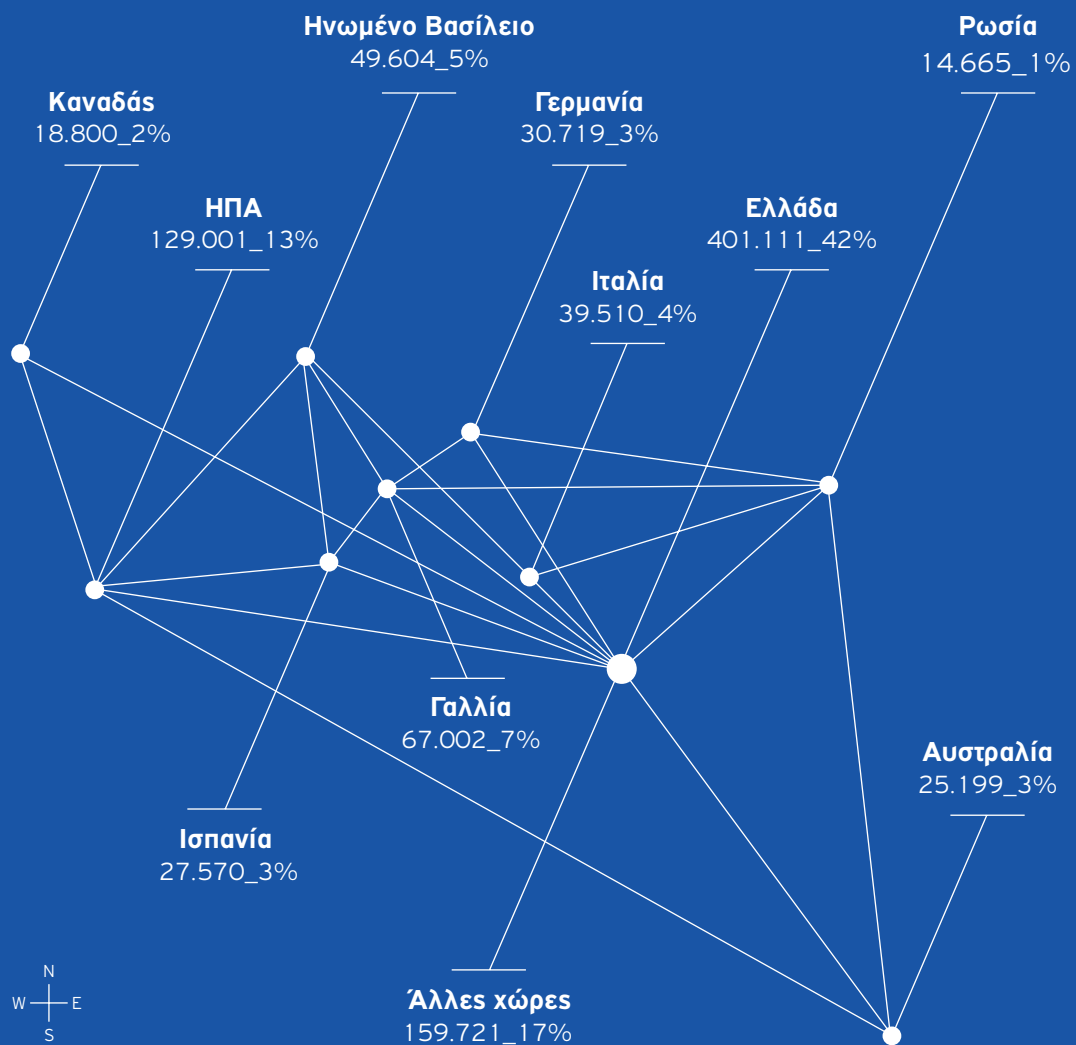 Ηνωμένο Βασίλειο
49.604_5%
Ρωσία
14.665_1%
Καναδάς
18.800_2%
Γερμανία
30.719_3%
ΗΠΑ
129.001_13%
Ελλάδα
401.111_42%
Ιταλία
39.510_4%
Γαλλία
67.002_7%
Αυστραλία
25.199_3%
Ισπανία
27.570_3%
Άλλες χώρες
159.721_17%
N
W E
S